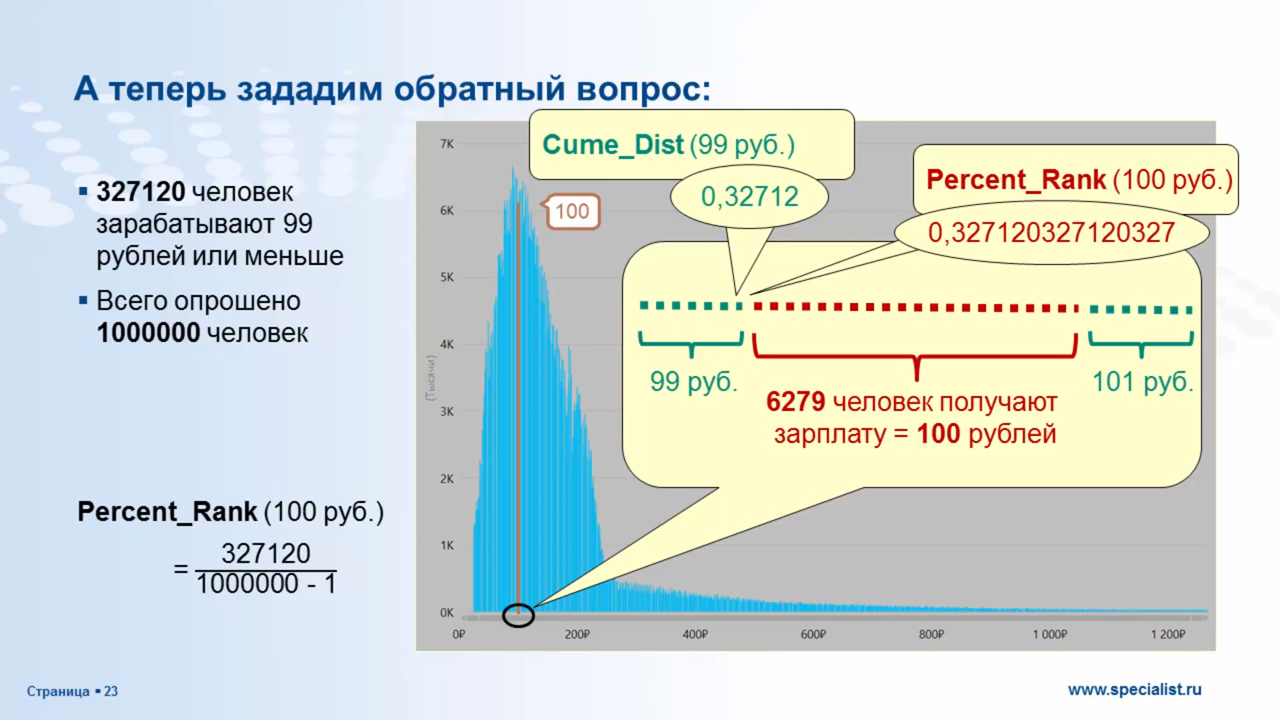 А теперь зададим обратный вопрос:
▪ 327120 человек
зарабатывают 99
рублей или меньше
▪ Всего опрошено
1000000 человек
Percent_Rank (100 руб.)
= 327120
1000000 - 1
Cume_Dist (99 руб.)
0,32712
Percent_Rank (100 руб.)
0,327120327120327
100
99 руб.
6279 человек получают
зарплату = 100 рублей
101 руб.
(Тысячи)
7K
6K
5K
4K
3K
2K
1K
0K
0₽ 200₽ 400₽ 600₽ 800₽ 1 000₽ 1 200₽
Страница ▪ 23
www.specialist.ru